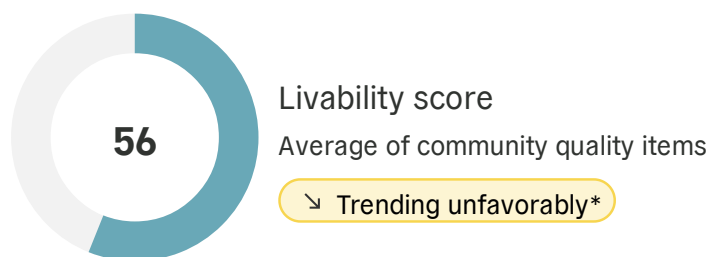 56
Livability score
Average of community quality items
↘ Trending unfavorably*